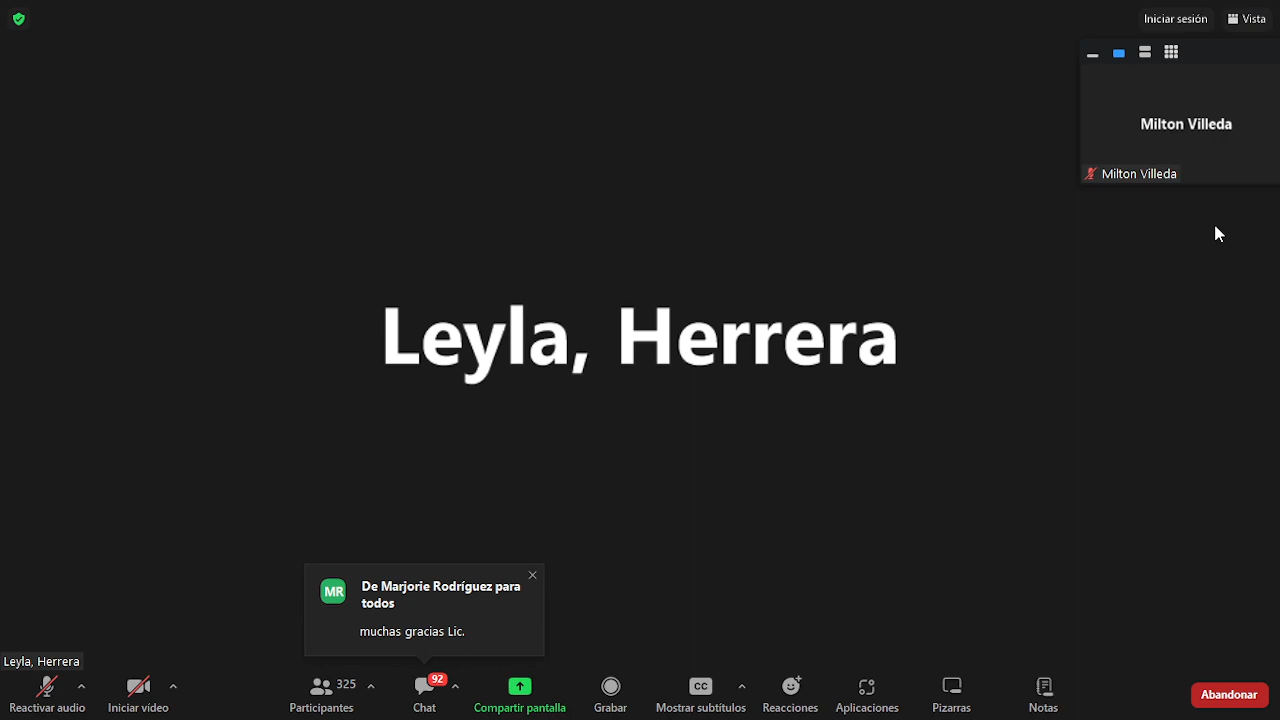 Iniciar sesión
Vista
Milton Villeda
Milton Villeda
Leyla, Herrera
MR
De Marjorie Rodríguez para
todos
muchas gracias Lic.
Leyla, Herrera
Reactivar audio
Iniciar vídeo
325
Participantes
92
Chat
Compartir pantalla
Grabar
CC
Mostrar subtítulos
Reacciones
Aplicaciones
Pizarras
Notas
Abandonar